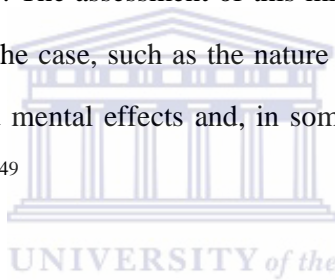 he case, such as the nature
mental effects and, in som
49
UNIVERSITY of the